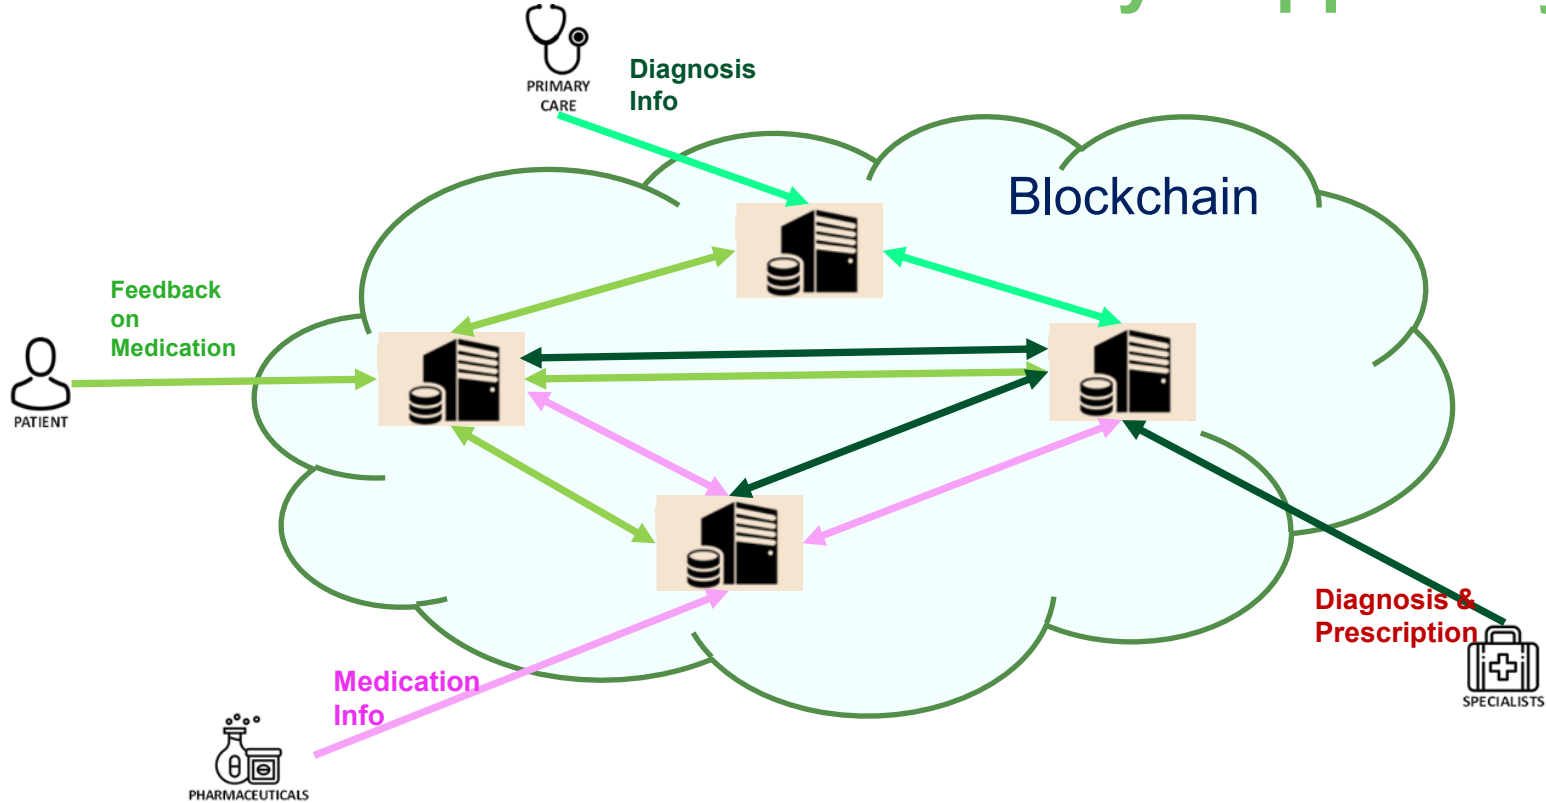 PRIMARY
CARE
Diagnosis
Info
Blockchain
Feedback
on
Medication
PATIENT
Diagnosis &
Prescription
SPECIALISTS
Medication
Info
PHARMACEUTICALS